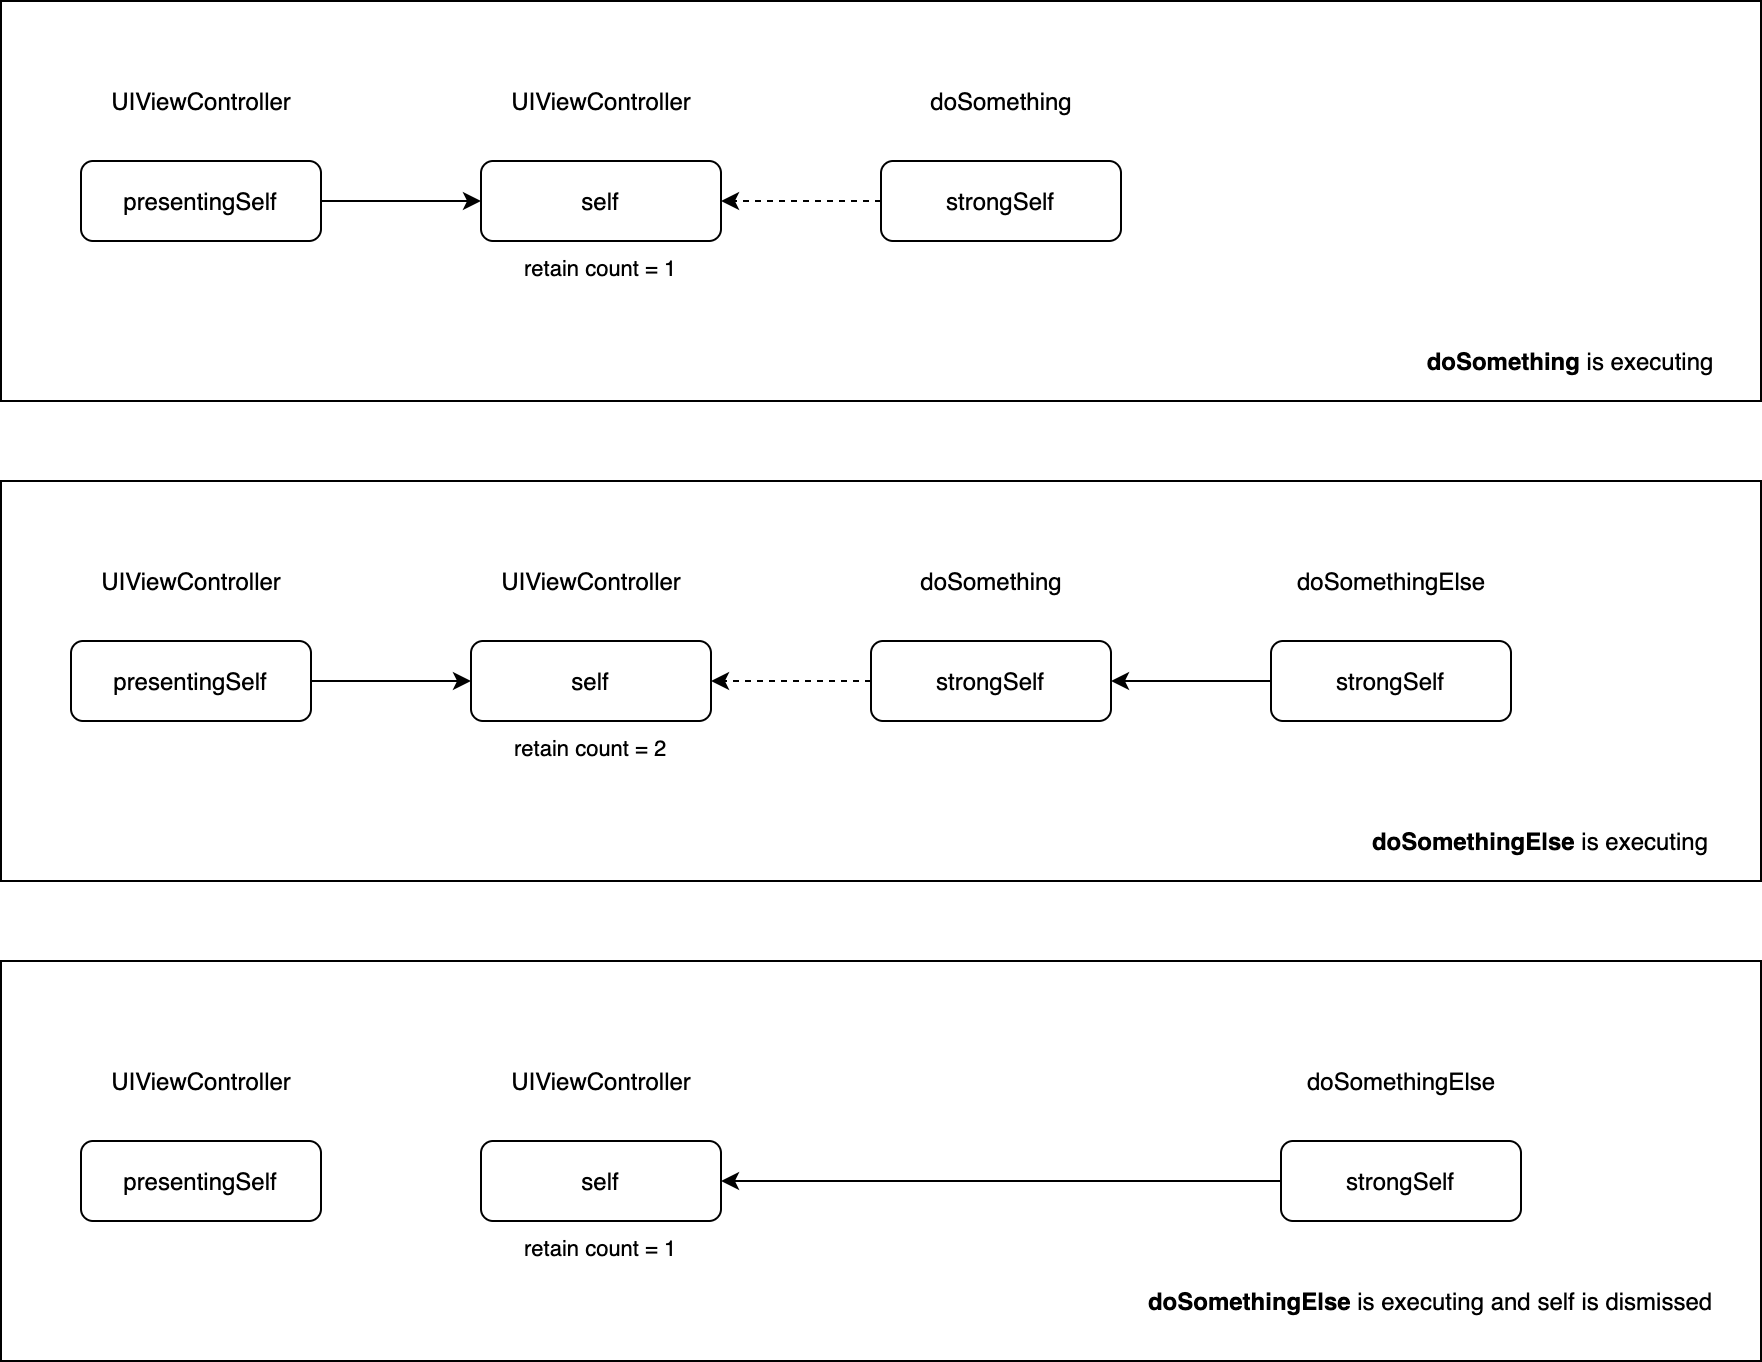 UIViewController UIViewController doSomething
presentingSelf self strongSelf
retain count = 1
doSomething is executing
UIViewController UIViewController doSomething doSomethingElse
presentingSelf self strongSelf strongSelf
retain count = 2
doSomethingElse is executing
UIViewController UIViewController doSomethingElse
presentingSelf self strongSelf
retain count = 1
doSomethingElse is executing and self is dismissed